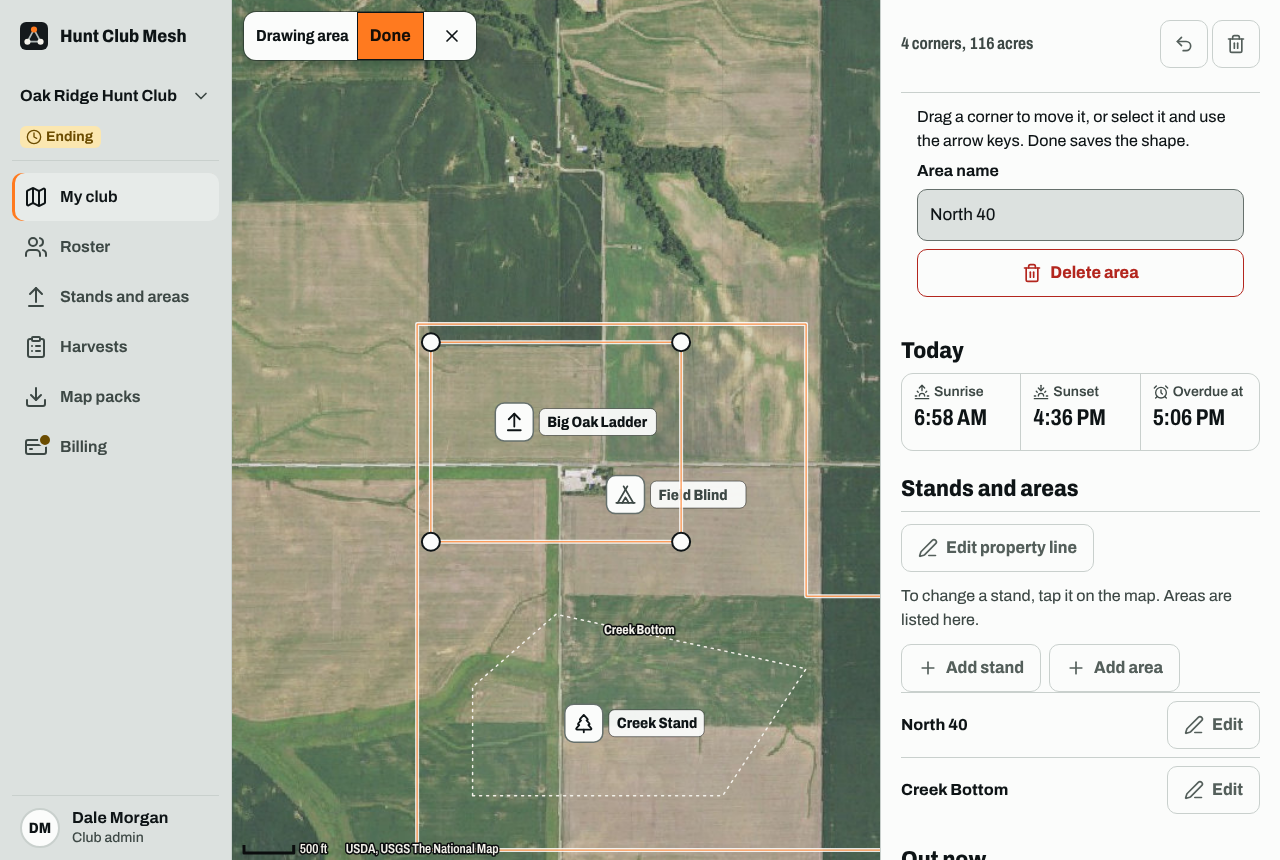 Hunt Club Mesh
Oak Ridge Hunt Club
Ending
My club
Roster
Stands and areas
Harvests
Map packs
Billing
DM
Dale Morgan
Club admin
Drawing area
Done
Big Oak Ladder
Field Blind
Creek Bottom
Creek Stand
500 ft
USDA, USGS The National Map
4 corners, 116 acres
Drag a corner to move it, or select it and use
the arrow keys. Done saves the shape.
Area name
North 40
Delete area
Today
Sunrise
6:58 AM
Sunset
4:36 PM
Overdue at
5:06 PM
Stands and areas
Edit property line
To change a stand, tap it on the map. Areas are
listed here.
Add stand
Add area
North 40
Edit
Creek Bottom
Edit
Out now